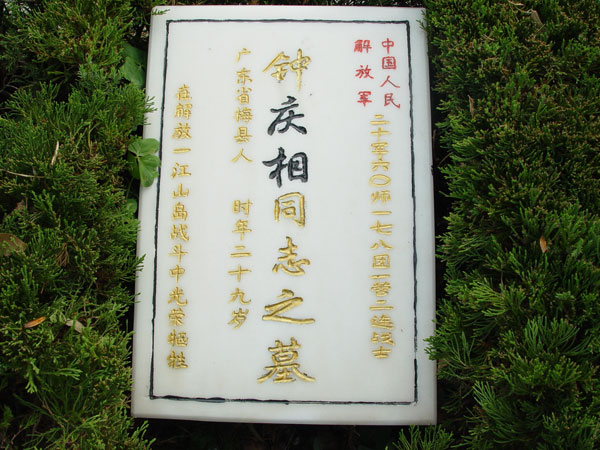 中国人民
解放军
二十军六〇师一七八团一营二连战士
钟庆相同志之墓
广东省梅县人 时年二十九岁
在解放一江山岛战斗中光荣牺牲